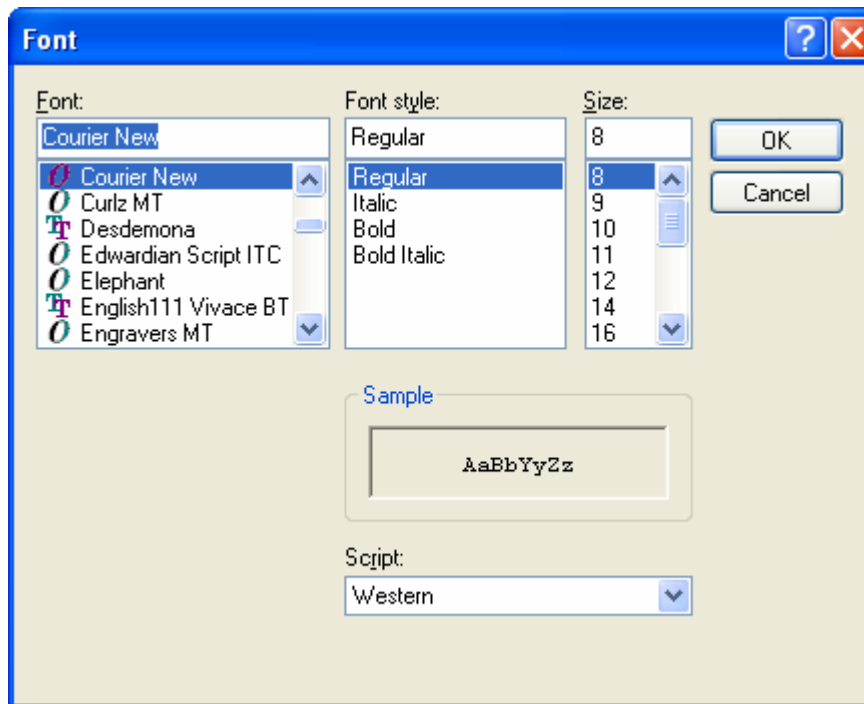 Font
Font:
Font style:
Size:
Courier New
Regular
8
OK
Courier New
Curlz MT
Desdemona
Edwardian Script ITC
Elephant
English111 Vivace BT
Engravers MT
Regular
Italic
Bold
Bold Italic
8
9
10
11
12
14
16
Cancel
Sample
AaBbYyZz
Script:
Western